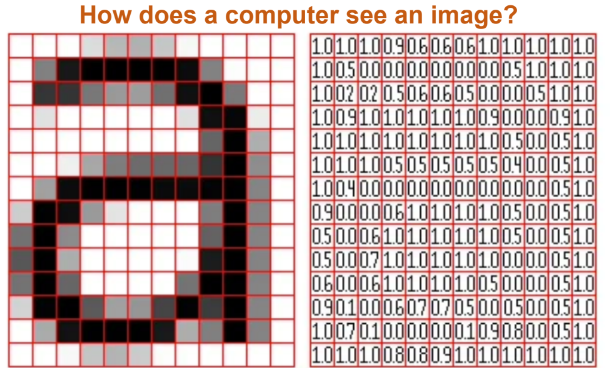 How does a computer see an image?
a
1.0 1.0 1.0 0.9 0.6 0.6 0.6 1.0 1.0 1.0 1.0 1.0
1.0 0.5 0.0 0.0 0.0 0.0 0.0 0.0 0.5 1.0 1.0 1.0
1.0 0.2 0.2 0.5 0.6 0.6 0.5 0.0 0.0 0.5 1.0 1.0
1.0 0.9 1.0 1.0 1.0 1.0 1.0 0.9 0.0 0.0 0.9 1.0
1.0 1.0 1.0 1.0 1.0 1.0 1.0 1.0 0.5 0.0 0.5 1.0
1.0 1.0 1.0 0.5 0.5 0.5 0.5 0.5 0.4 0.0 0.5 1.0
1.0 0.4 0.0 0.0 0.0 0.0 0.0 0.0 0.0 0.0 0.5 1.0
0.9 0.0 0.0 0.6 1.0 1.0 1.0 1.0 0.5 0.0 0.5 1.0
0.5 0.0 0.6 1.0 1.0 1.0 1.0 1.0 0.5 0.0 0.5 1.0
0.5 0.0 0.7 1.0 1.0 1.0 1.0 1.0 0.0 0.0 0.5 1.0
0.6 0.0 0.6 1.0 1.0 1.0 1.0 0.5 0.0 0.0 0.5 1.0
0.9 0.1 0.0 0.6 0.7 0.7 0.5 0.0 0.5 0.0 0.5 1.0
1.0 0.7 0.1 0.0 0.0 0.0 0.1 0.9 0.8 0.0 0.5 1.0
1.0 1.0 1.0 0.8 0.8 0.9 1.0 1.0 1.0 1.0 1.0 1.0